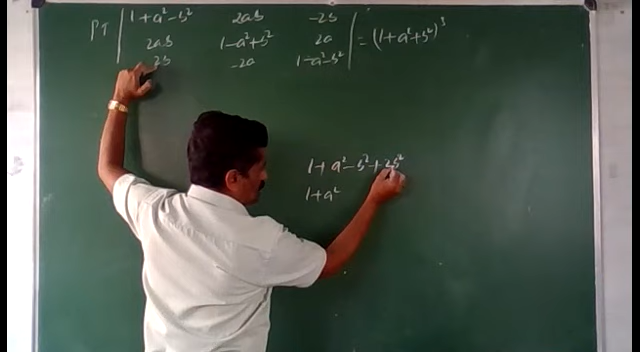 PT | 1+a²-b² 2ab -2b |
| 2ab 1-a²+b² 2a | = (1+a²+b²)³
| 2b -2a 1-a²-b² |
1+a²-b²+2b²
1+a²